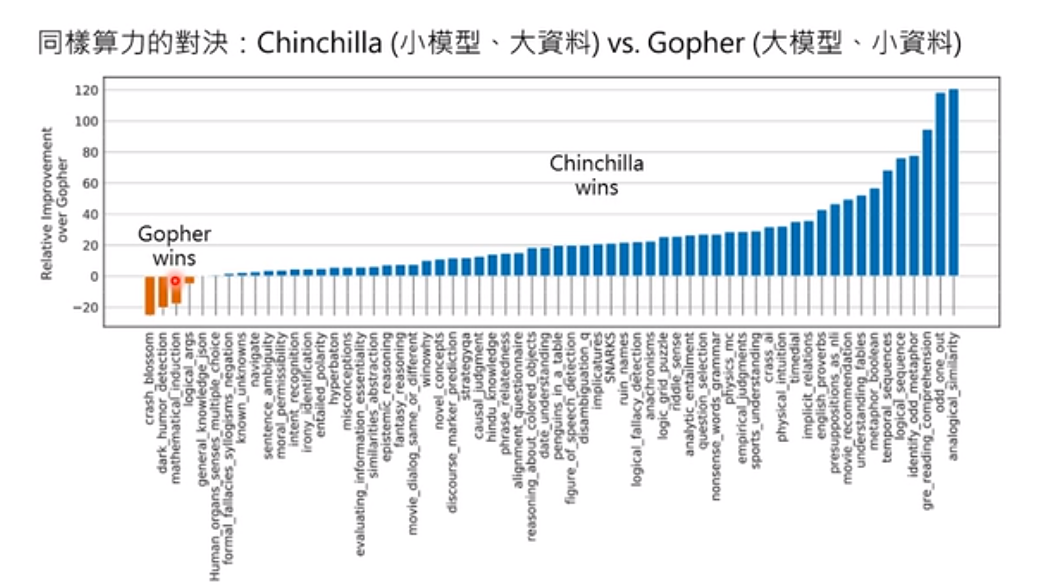 同樣算力的對決：Chinchilla (小模型、大資料) vs. Gopher (大模型、小資料)
Relative Improvement
over Gopher
120
100
80
60
40
20
0
−20
Gopher
wins
Chinchilla
wins
crash_blossom
dark_humor_detection
mathematical_induction
logical_args
general_knowledge_json
Human_organs_senses_multiple_choice
formal_fallacies_syllogisms_negation
known_unknowns
navigate
sentence_ambiguity
moral_permissibility
intent_recognition
irony_identification
entailed_polarity
hyperbaton
misconceptions
evaluating_information_essentiality
similarities_abstraction
epistemic_reasoning
fantasy_reasoning
movie_dialog_same_or_different
winowhy
novel_concepts
discourse_marker_prediction
strategyqa
causal_judgment
hindu_knowledge
phrase_relatedness
alignment_questionnaire
reasoning_about_colored_objects
date_understanding
penguins_in_a_table
figure_of_speech_detection
disambiguation_q
implicatures
SNARKS
ruin_names
logical_fallacy_detection
anachronisms
logic_grid_puzzle
riddle_sense
analytic_entailment
question_selection
nonsense_words_grammar
physics_mc
empirical_judgments
sports_understanding
crass_ai
physical_intuition
timedial
implicit_relations
english_proverbs
presuppositions_as_nli
movie_recommendation
understanding_fables
metaphor_boolean
temporal_sequences
logical_sequence
identify_odd_metaphor
gre_reading_comprehension
odd_one_out
analogical_similarity